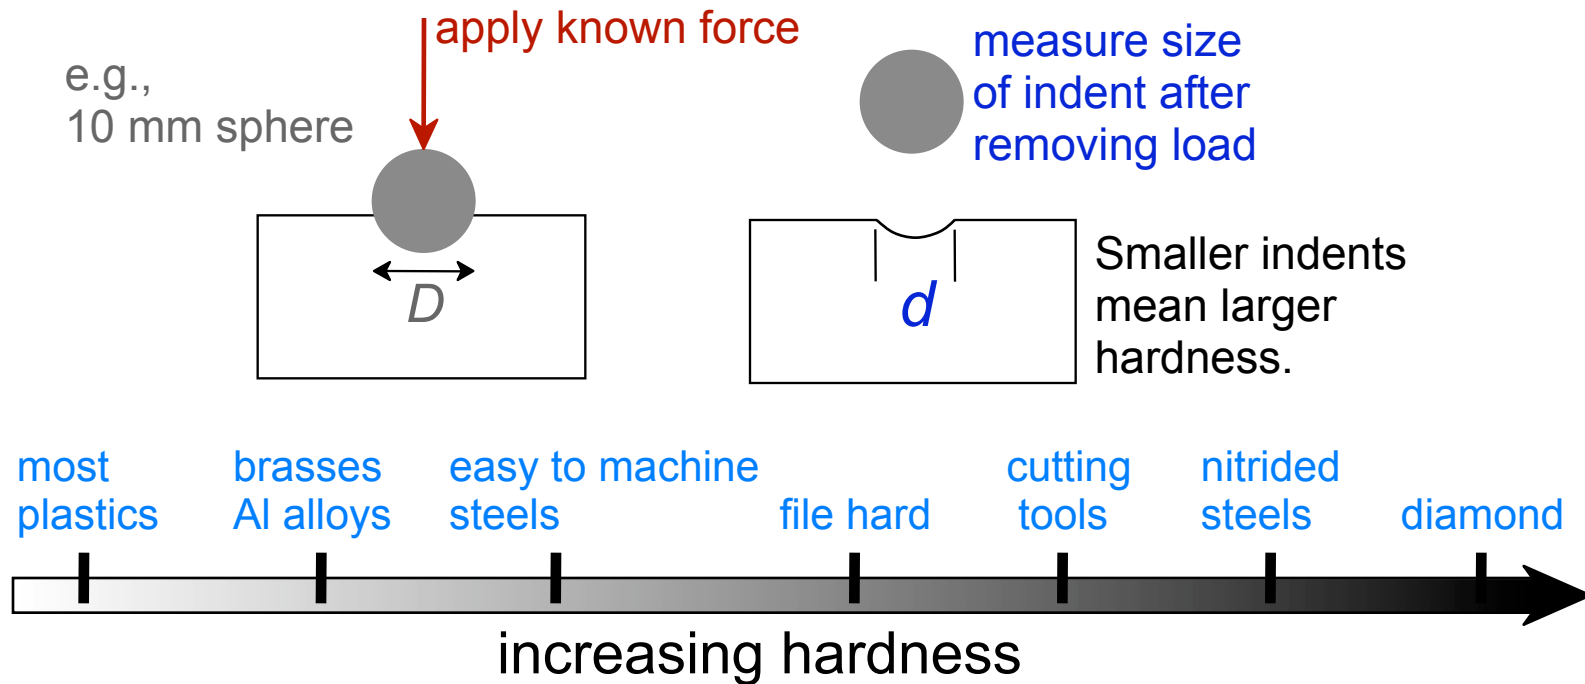 apply known force
e.g.,
10 mm sphere
D
measure size
of indent after
removing load
d
Smaller indents
mean larger
hardness.
most
plastics
brasses
Al alloys
easy to machine
steels
file hard
cutting
tools
nitrided
steels
diamond
increasing hardness